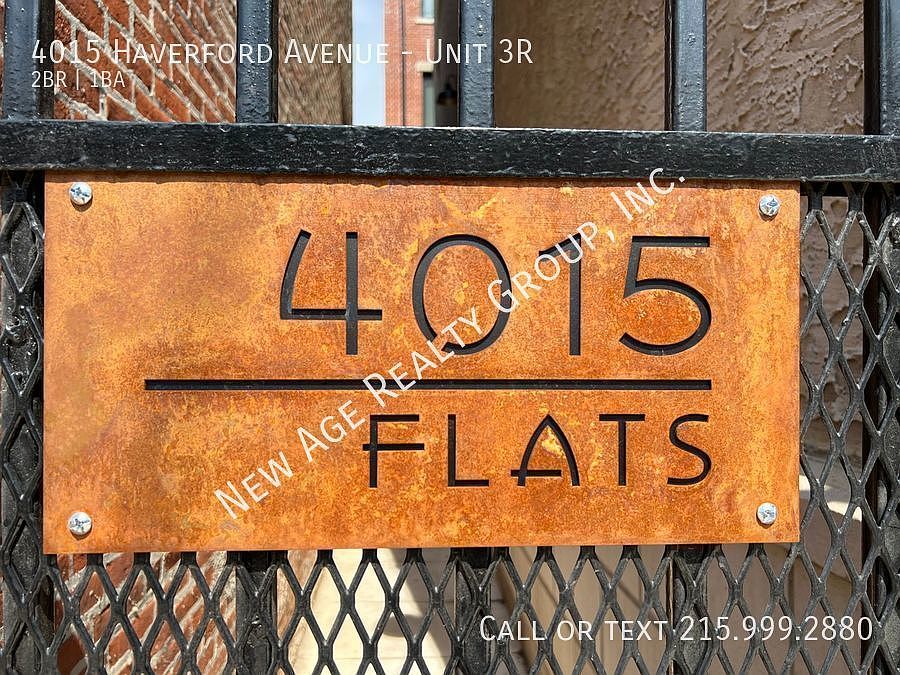 4015 Haverford Avenue - Unit 3R
2BR | 1BA
4015
FLATS
New Age Realty Group, Inc.
Call or text 215.999.2880